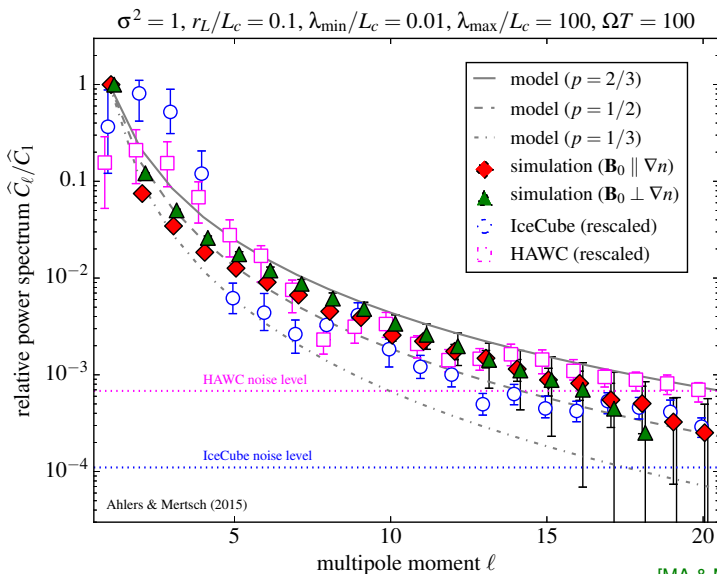 σ² = 1, r_L/L_c = 0.1, λ_min/L_c = 0.01, λ_max/L_c = 100, ΩT = 100
relative power spectrum Ĉ_ℓ/Ĉ_1
1
0.1
10⁻²
10⁻³
10⁻⁴
model (p = 2/3)
model (p = 1/2)
model (p = 1/3)
simulation (B₀ ∥ ∇n)
simulation (B₀ ⊥ ∇n)
IceCube (rescaled)
HAWC (rescaled)
HAWC noise level
IceCube noise level
Ahlers & Mertsch (2015)
5
10
15
20
multipole moment ℓ